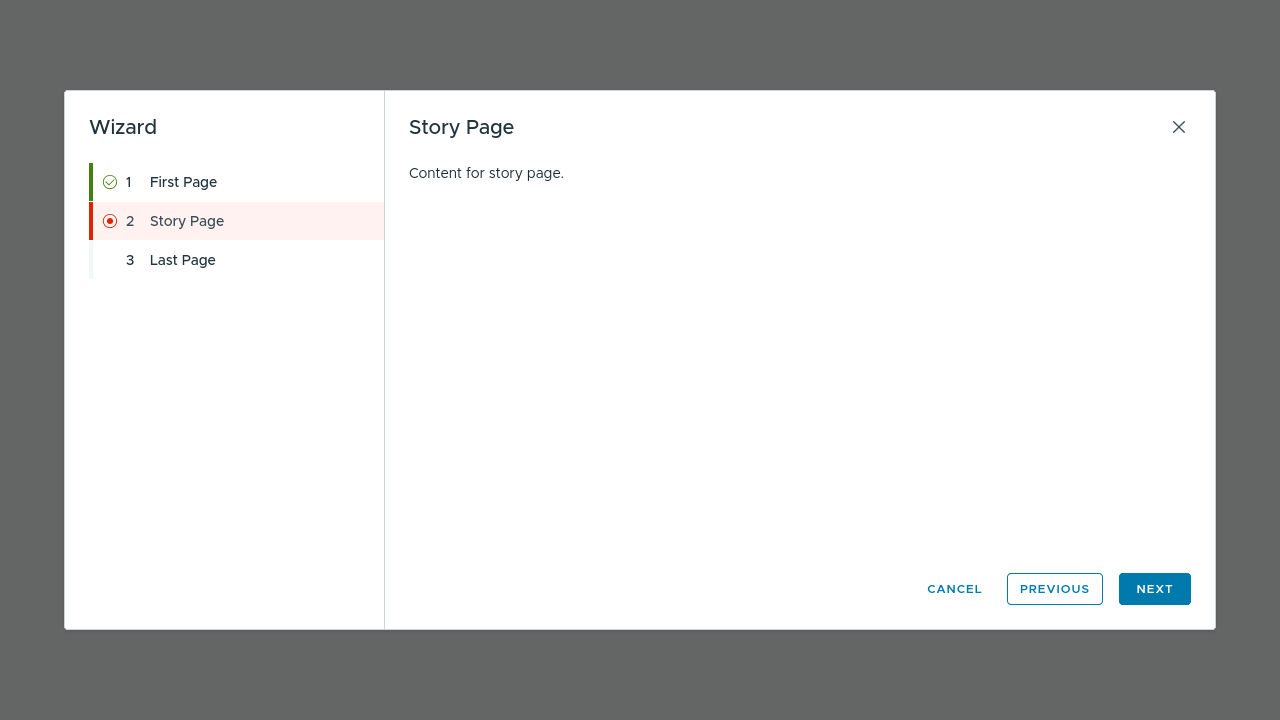 Wizard
1 First Page
2 Story Page
3 Last Page
Story Page
Content for story page.
CANCEL PREVIOUS NEXT